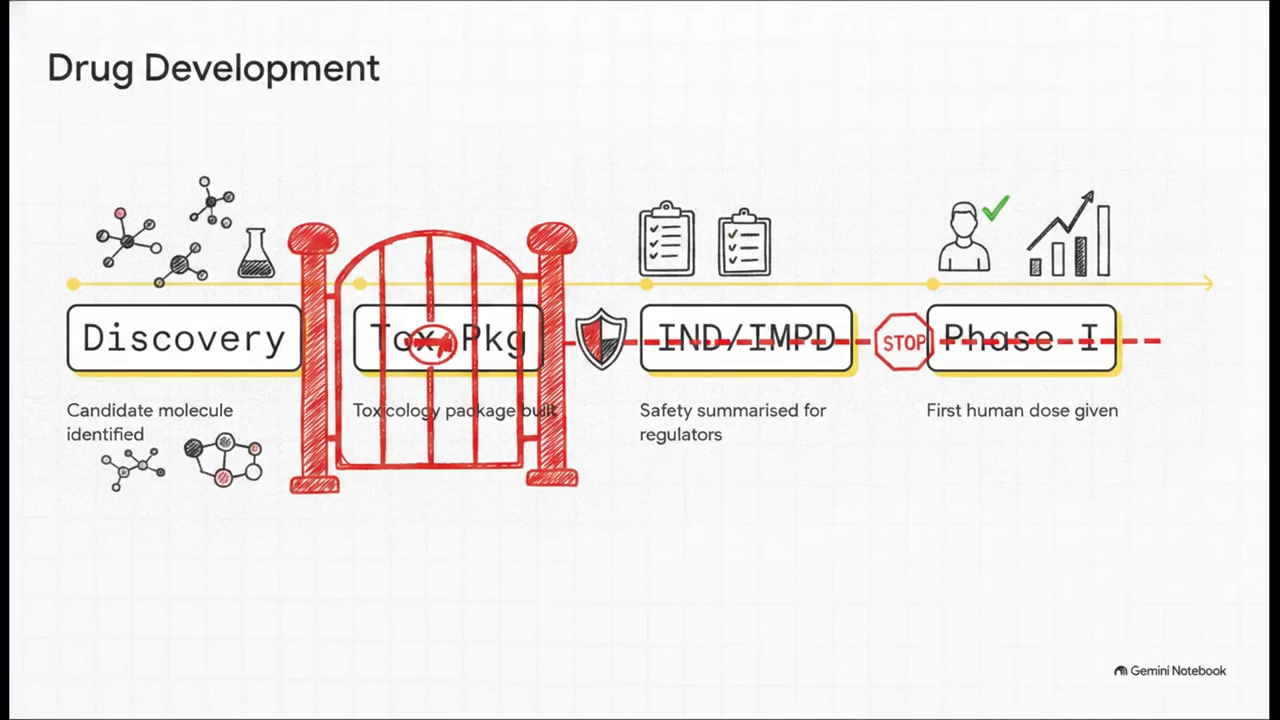 Drug Development
Discovery
Tox Pkg
IND/IMPD
STOP
Phase I
Candidate molecule
identified
Toxicology package built
Safety summarised for
regulators
First human dose given
Gemini Notebook